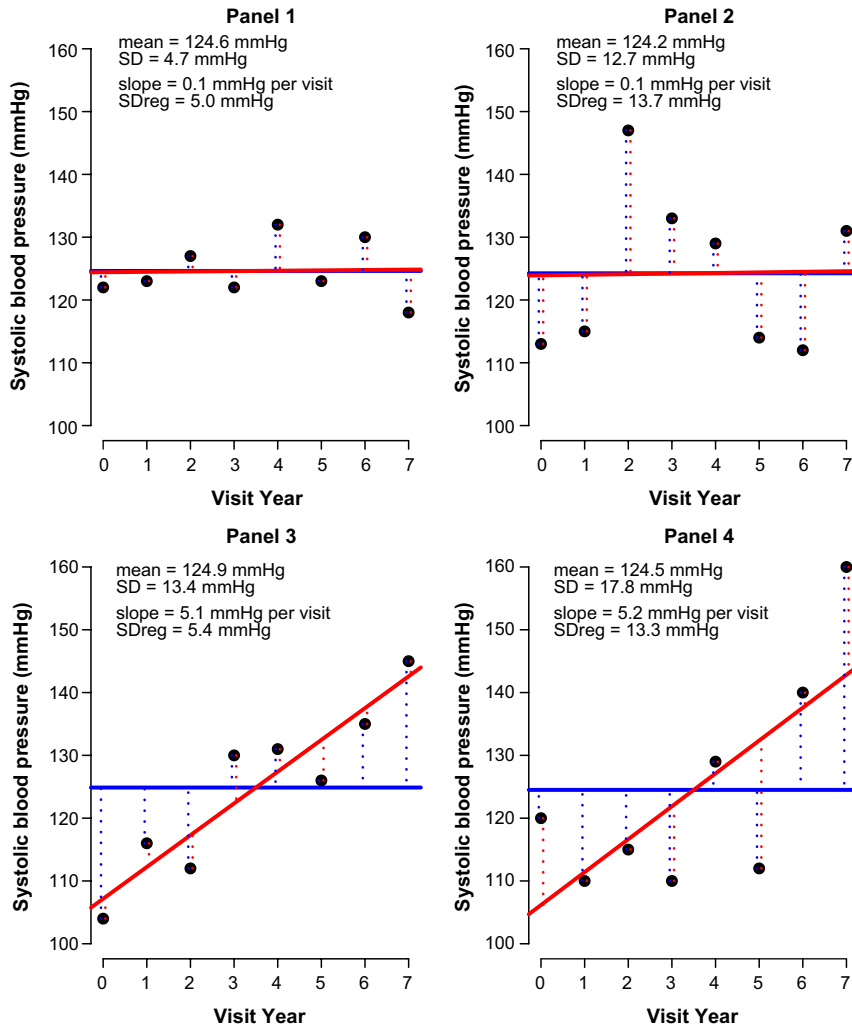 Panel 1
mean = 124.6 mmHg
SD = 4.7 mmHg
slope = 0.1 mmHg per visit
SDreg = 5.0 mmHg
Systolic blood pressure (mmHg)
160
150
140
130
120
110
100
0 1 2 3 4 5 6 7
Visit Year
Panel 2
mean = 124.2 mmHg
SD = 12.7 mmHg
slope = 0.1 mmHg per visit
SDreg = 13.7 mmHg
Systolic blood pressure (mmHg)
160
150
140
130
120
110
100
0 1 2 3 4 5 6 7
Visit Year
Panel 3
mean = 124.9 mmHg
SD = 13.4 mmHg
slope = 5.1 mmHg per visit
SDreg = 5.4 mmHg
Systolic blood pressure (mmHg)
160
150
140
130
120
110
100
0 1 2 3 4 5 6 7
Visit Year
Panel 4
mean = 124.5 mmHg
SD = 17.8 mmHg
slope = 5.2 mmHg per visit
SDreg = 13.3 mmHg
Systolic blood pressure (mmHg)
160
150
140
130
120
110
100
0 1 2 3 4 5 6 7
Visit Year